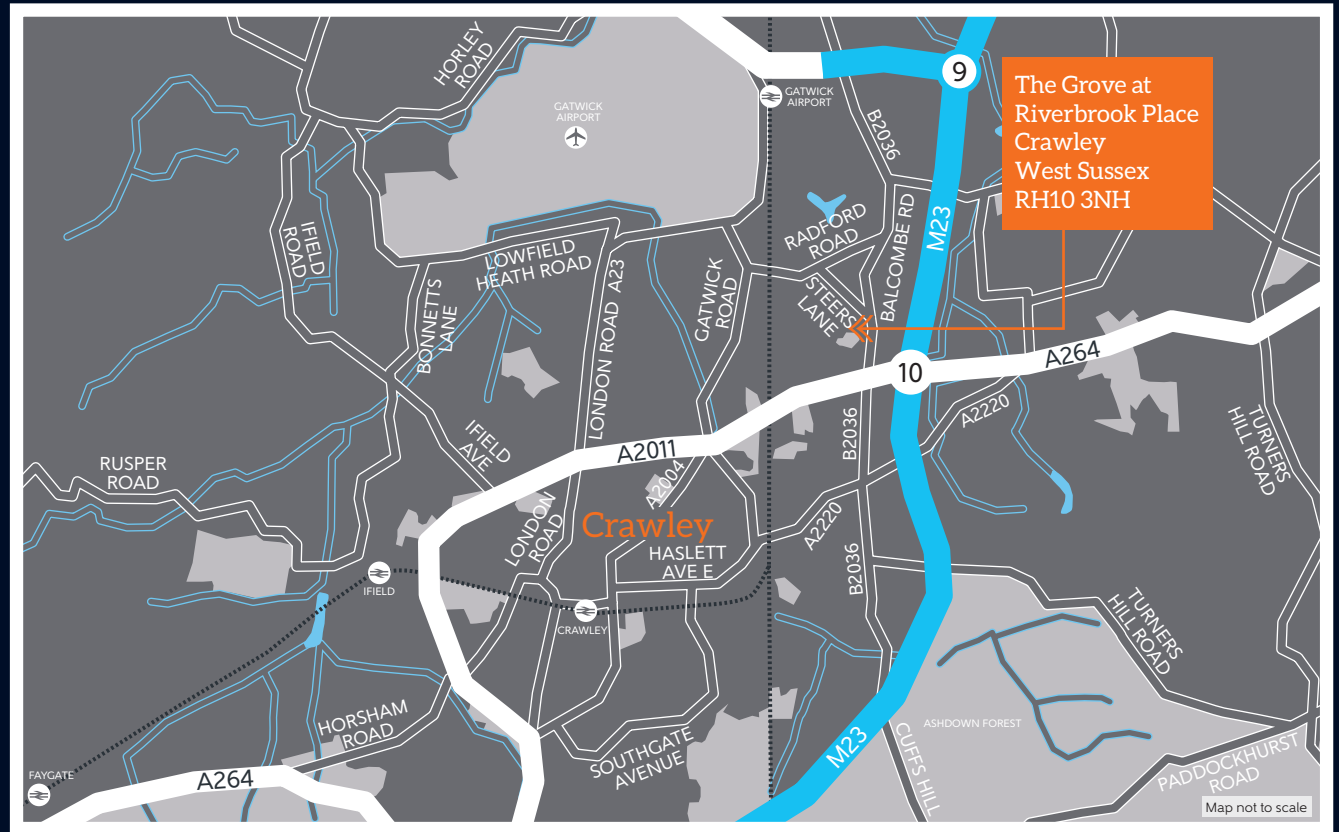 HORLEY
ROAD
GATWICK
AIRPORT
GATWICK
AIRPORT
9
The Grove at
Riverbrook Place
Crawley
West Sussex
RH10 3NH
B2036
IFIELD
ROAD
LOWFIELD
HEATH ROAD
RADFORD
ROAD
BALCOMBE RD
M23
BONNETTS
LANE
LONDON ROAD A23
GATWICK
ROAD
STEERS
LANE
10
A264
RUSPER
ROAD
IFIELD
AVE
A2011
A2004
B2036
A2220
TURNERS
HILL ROAD
LONDON
ROAD
Crawley
HASLETT
AVE E
A2220
B2036
IFIELD
CRAWLEY
TURNERS
HILL ROAD
HORSHAM
ROAD
SOUTHGATE
AVENUE
M23
CUFFS HILL
ASHDOWN FOREST
PADDOCKHURST
ROAD
FAYGATE
A264
Map not to scale